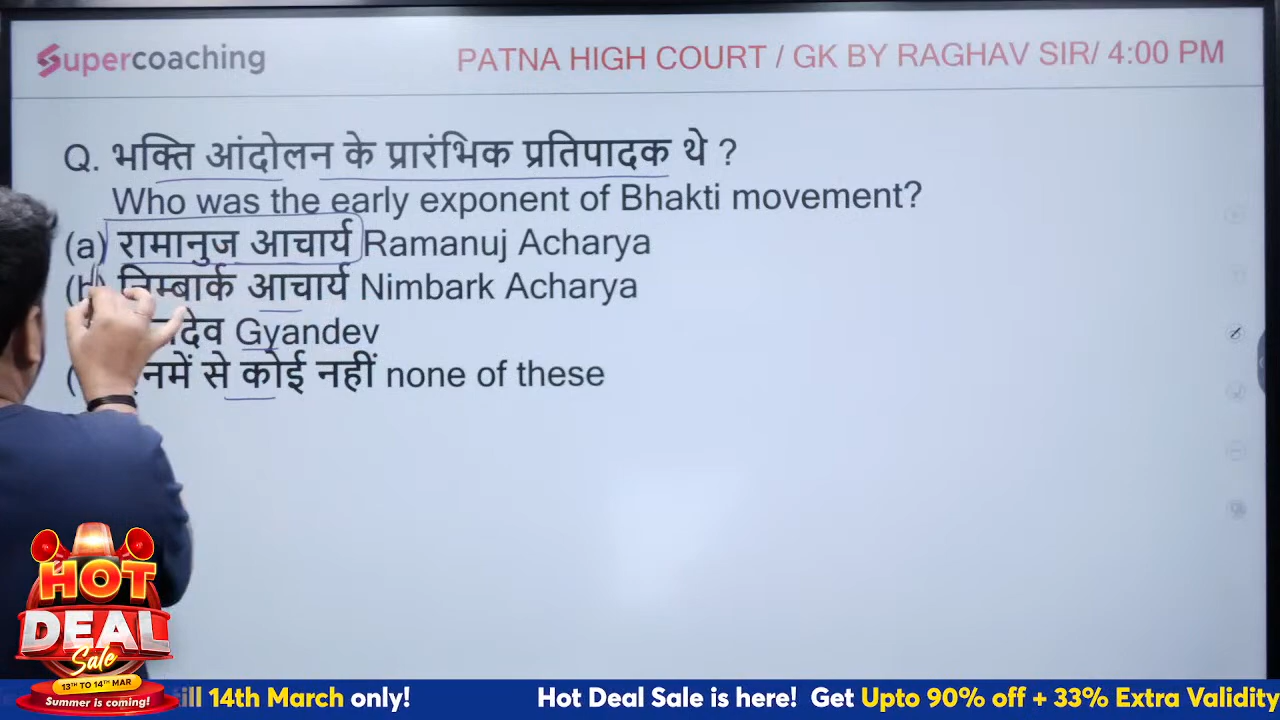 Supercoaching
PATNA HIGH COURT / GK BY RAGHAV SIR/ 4:00 PM
Q. भक्ति आंदोलन के प्रारंभिक प्रतिपादक थे ?
Who was the early exponent of Bhakti movement?
(a) रामानुज आचार्य Ramanuj Acharya
निम्बार्क आचार्य Nimbark Acharya
Gyandev
से कोई नहीं none of these
HOT
DEAL
Sale
13TH TO 14TH MAR
Summer is coming!
14th March only! Hot Deal Sale is here! Get Upto 90% off + 33% Extra Validity